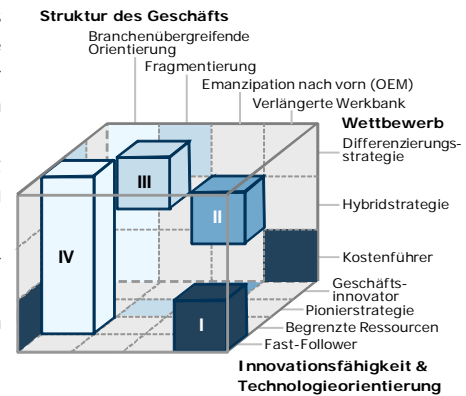 Struktur des Geschäfts
Branchenübergreifende
Orientierung
Fragmentierung
Emanzipation nach vorn (OEM)
Verlängerte Werkbank
Wettbewerb
Differenzierungs-
strategie
III
II
Hybridstrategie
IV
Kostenführer
Geschäfts-
innovator
Pionierstrategie
I
Begrenzte Ressourcen
Fast-Follower
Innovationsfähigkeit &
Technologieorientierung